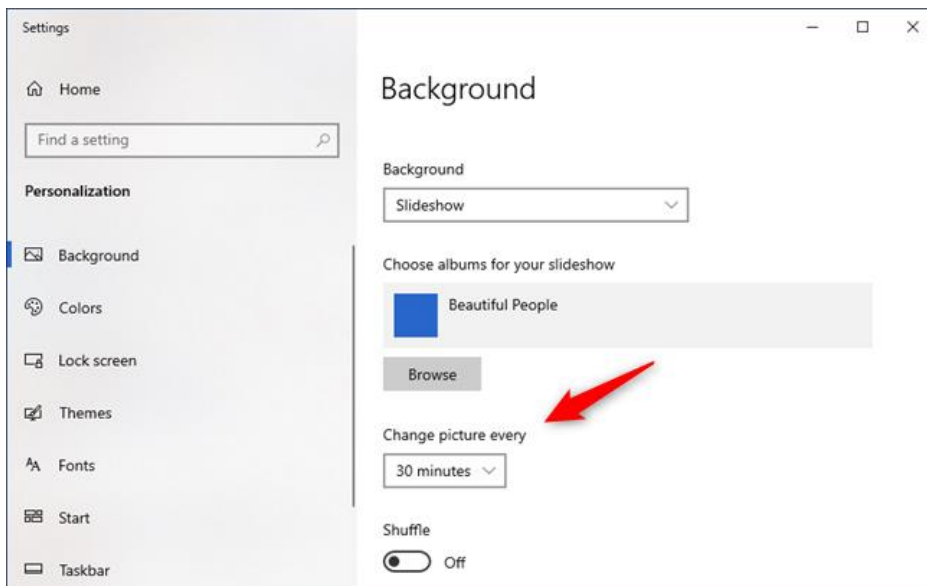 Settings
Home
Find a setting
Personalization
Background
Colors
Lock screen
Themes
Fonts
Start
Taskbar
Background
Background
Slideshow
Choose albums for your slideshow
Beautiful People
Browse
Change picture every
30 minutes
Shuffle
Off